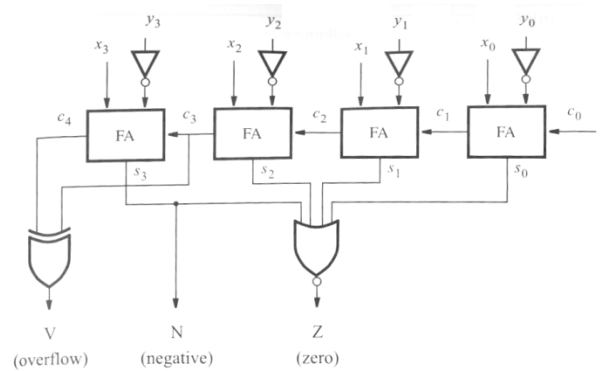 y3 y2 y1 y0
x3 x2 x1 x0
c4 FA c3 FA c2 FA c1 FA c0
s3 s2 s1 s0
V N Z
(overflow) (negative) (zero)